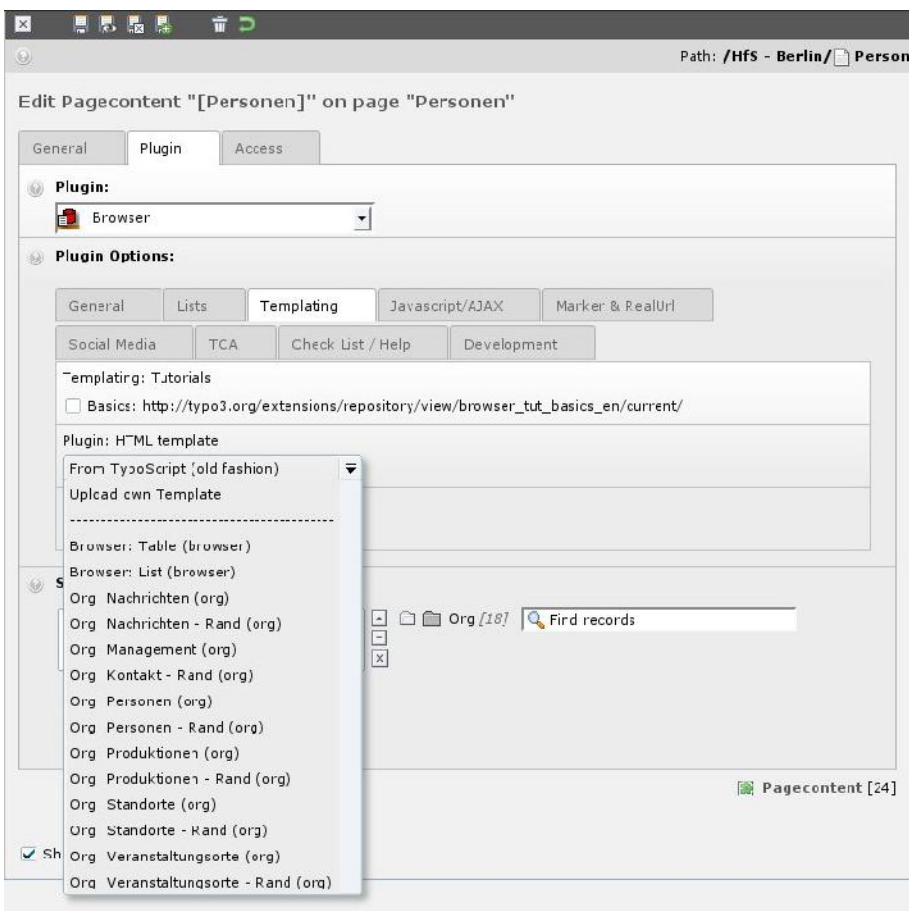 Path: /HfS - Berlin/ Person
Edit Pagecontent "[Personen]" on page "Personen"
General Plugin Access
Plugin:
Browser
Plugin Options:
General Lists Templating Javascript/AJAX Marker & RealUrl
Social Media TCA Check List / Help Development
Templating: Tutorials
Basics: http://typo3.org/extensions/repository/view/browser_tut_basics_en/current/
Plugin: HTML template
From TypoScript (old fashion)
Upload own Template
--------------------------------------------
Browser: Table (browser)
Browser: List (browser)
Org Nachrichten (org)
Org Nachrichten - Rand (org)
Org[18] Find records
Org Management (org)
Org Kontakt - Rand (org)
Org Personen (org)
Org Personen - Rand (org)
Org Produktionen (org)
Org Produktionen - Rand (org)
Pagecontent [24]
Org Standorte (org)
Org Standorte - Rand (org)
Sh
Org Veranstaltungsorte (org)
Org Veranstaltungsorte - Rand (org)